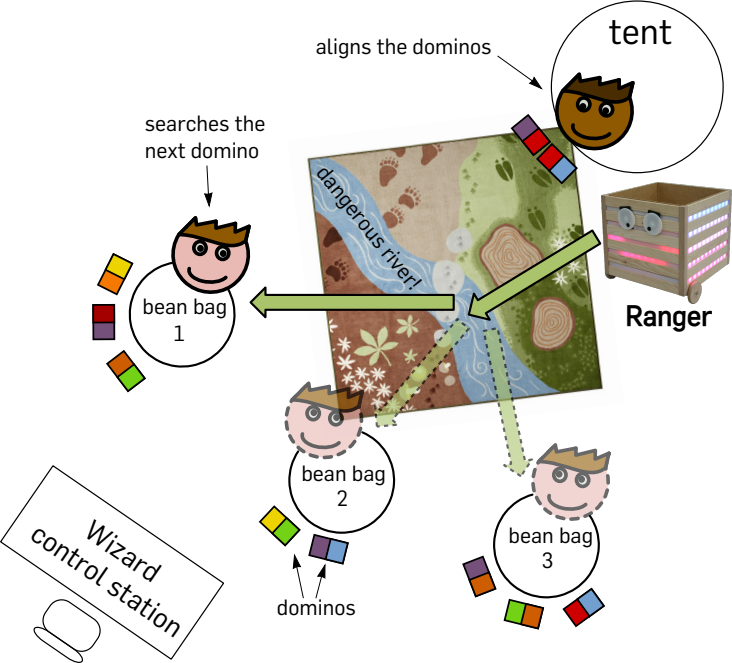 tent
aligns the dominos
searches the
next domino
dangerous river!
Ranger
bean bag
1
bean bag
2
bean bag
3
Wizard
control station
dominos